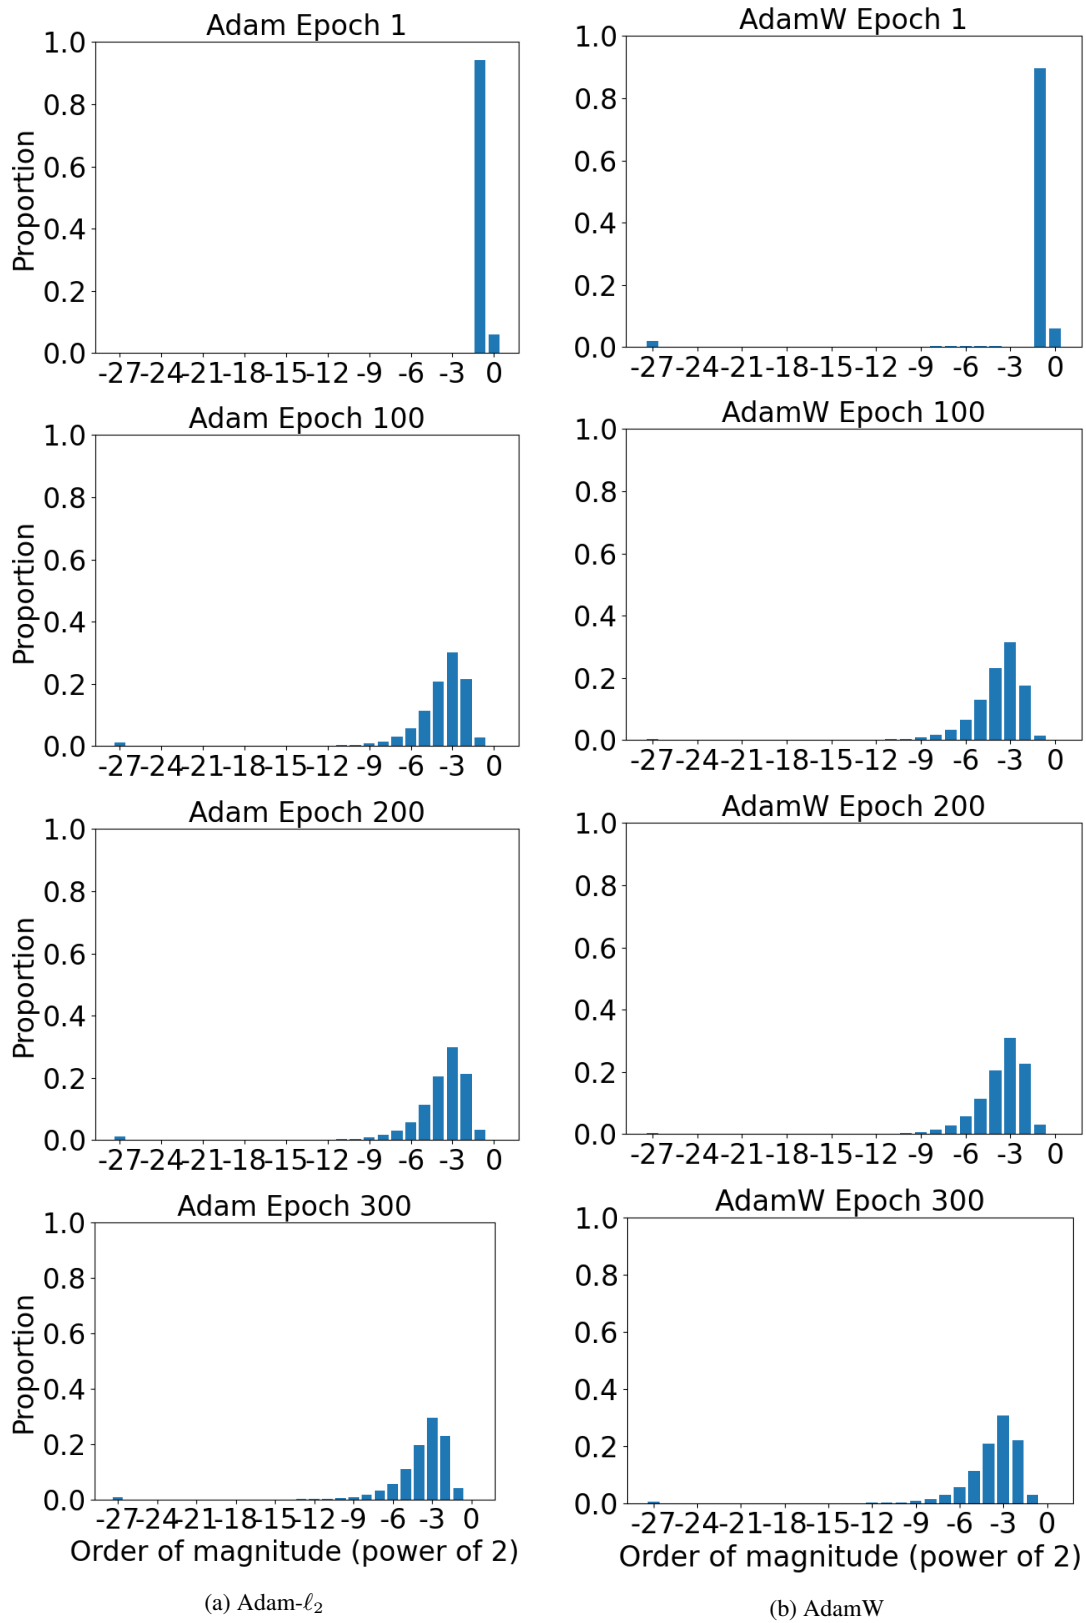 Adam Epoch 1
Proportion
1.0
0.8
0.6
0.4
0.2
0.0
-27 -24 -21 -18 -15 -12 -9 -6 -3 0
AdamW Epoch 1
1.0
0.8
0.6
0.4
0.2
0.0
-27 -24 -21 -18 -15 -12 -9 -6 -3 0
Adam Epoch 100
Proportion
1.0
0.8
0.6
0.4
0.2
0.0
-27 -24 -21 -18 -15 -12 -9 -6 -3 0
AdamW Epoch 100
1.0
0.8
0.6
0.4
0.2
0.0
-27 -24 -21 -18 -15 -12 -9 -6 -3 0
Adam Epoch 200
Proportion
1.0
0.8
0.6
0.4
0.2
0.0
-27 -24 -21 -18 -15 -12 -9 -6 -3 0
AdamW Epoch 200
1.0
0.8
0.6
0.4
0.2
0.0
-27 -24 -21 -18 -15 -12 -9 -6 -3 0
Adam Epoch 300
Proportion
1.0
0.8
0.6
0.4
0.2
0.0
-27 -24 -21 -18 -15 -12 -9 -6 -3 0
Order of magnitude (power of 2)
(a) Adam-ℓ₂
AdamW Epoch 300
1.0
0.8
0.6
0.4
0.2
0.0
-27 -24 -21 -18 -15 -12 -9 -6 -3 0
Order of magnitude (power of 2)
(b) AdamW